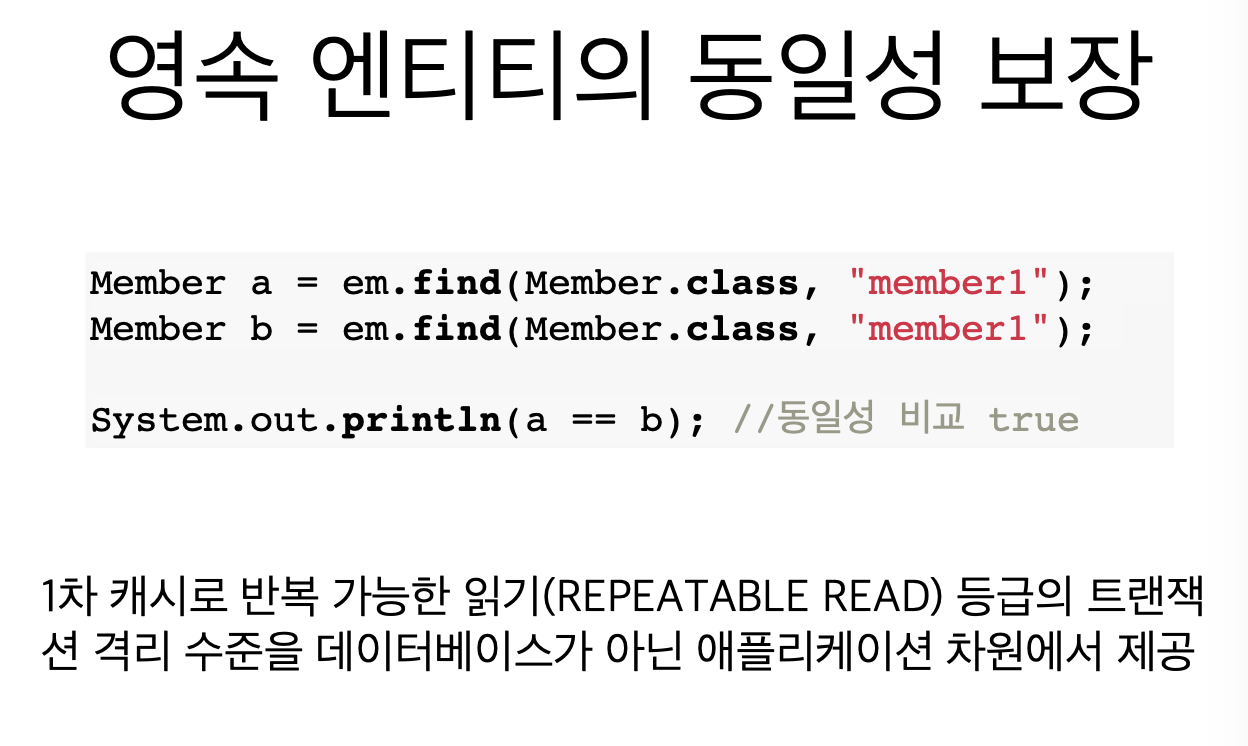 영속 엔티티의 동일성 보장
Member a = em.find(Member.class, "member1");
Member b = em.find(Member.class, "member1");
System.out.println(a == b); //동일성 비교 true
1차 캐시로 반복 가능한 읽기(REPEATABLE READ) 등급의 트랜잭
션 격리 수준을 데이터베이스가 아닌 애플리케이션 차원에서 제공